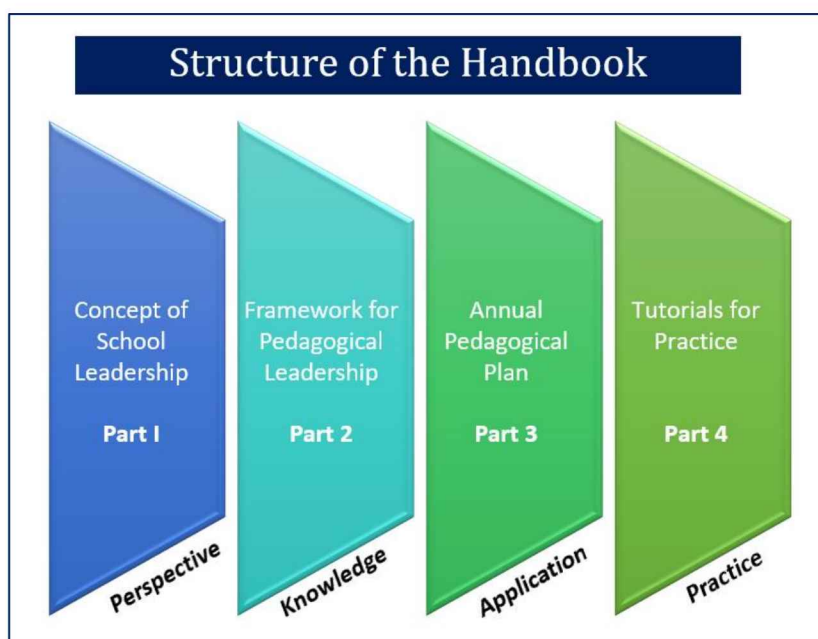 Structure of the Handbook
Concept of
School
Leadership
Part I
Perspective
Framework for
Pedagogical
Leadership
Part 2
Knowledge
Annual
Pedagogical
Plan
Part 3
Application
Tutorials for
Practice
Part 4
Practice